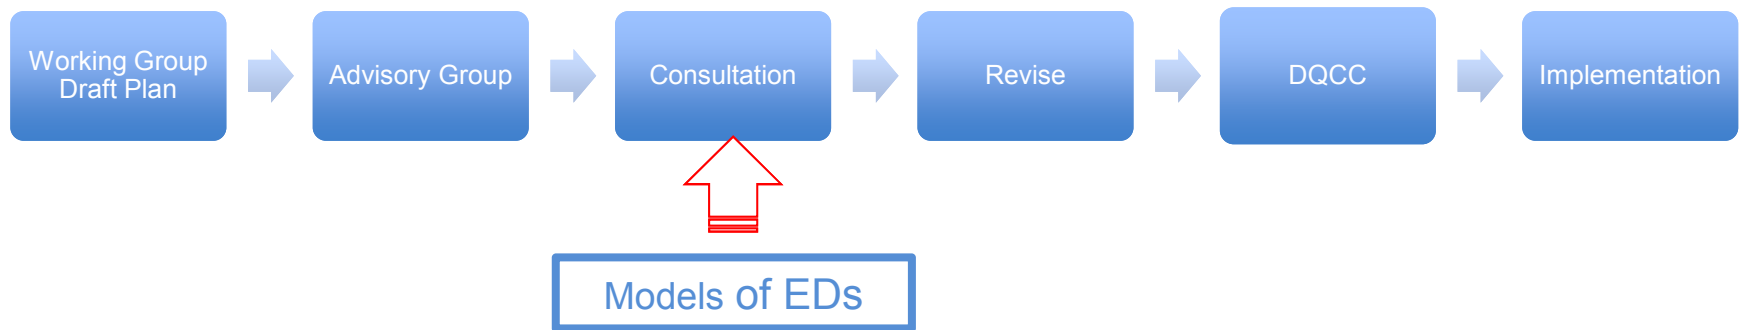 Working Group
Draft Plan
Advisory Group
Consultation
Revise
DQCC
Implementation
Models of EDs